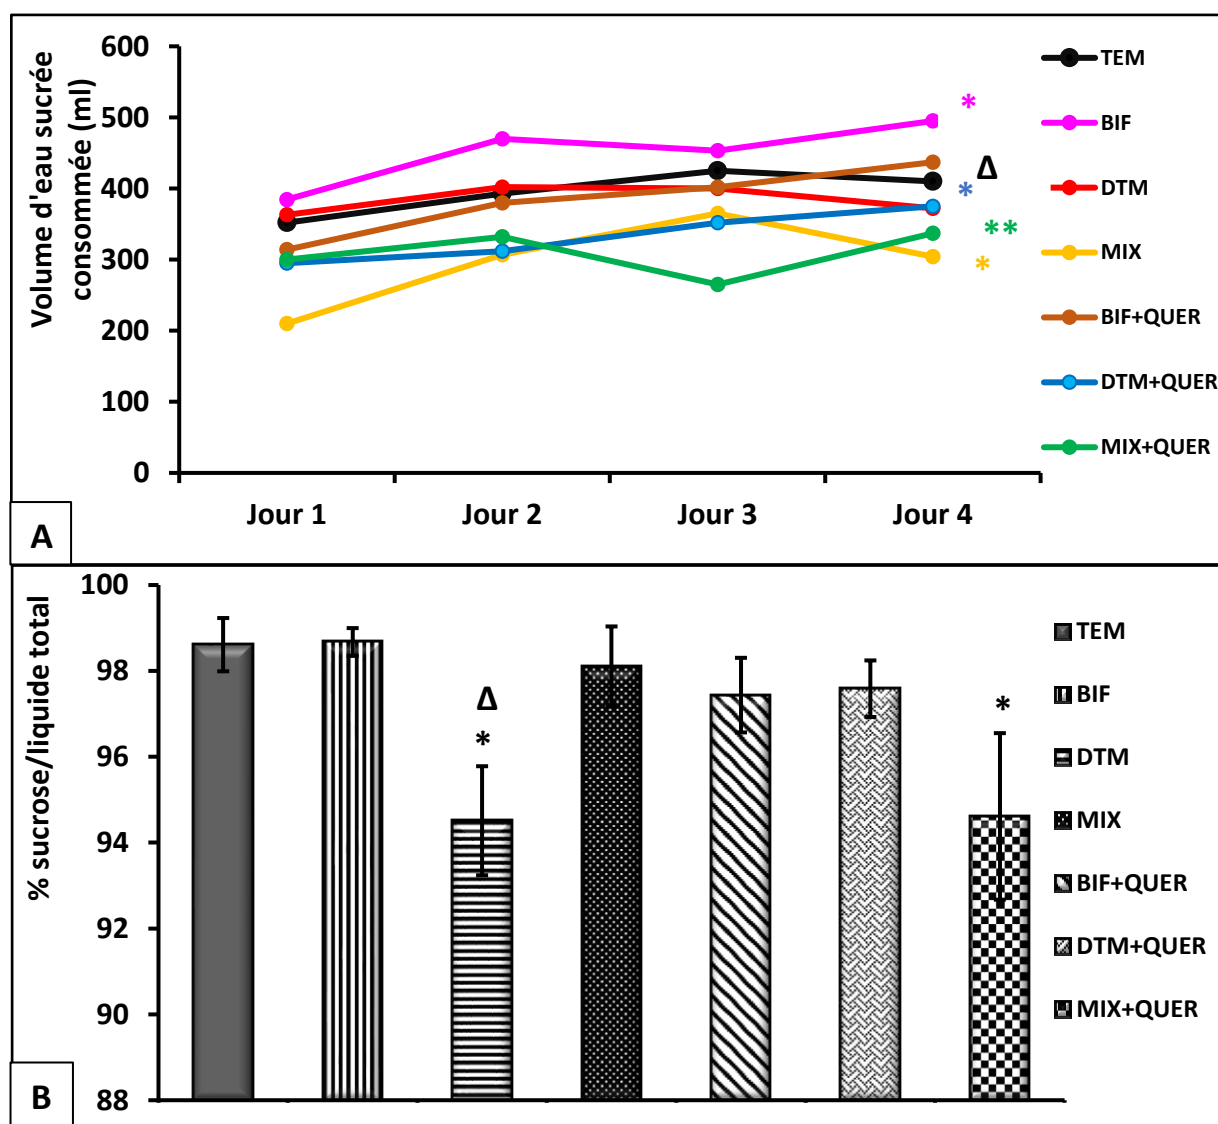 Volume d'eau sucrée
consommée (ml)
600
500
400
300
200
100
0
*
Δ
*
**
*
Jour 1
Jour 2
Jour 3
Jour 4
TEM
BIF
DTM
MIX
BIF+QUER
DTM+QUER
MIX+QUER
A
% sucrose/liquide total
100
98
96
94
92
90
88
Δ
*
*
TEM
BIF
DTM
MIX
BIF+QUER
DTM+QUER
MIX+QUER
B